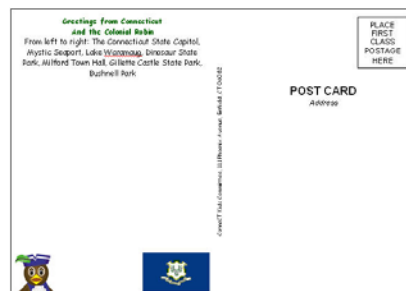 Greetings from Connecticut
And the Colonial Robin
From left to right: The Connecticut State Capitol,
Mystic Seaport, Lake Waramaug, Dinosaur State
Park, Milford Town Hall, Gillette Castle State Park,
Bushnell Park
PLACE
FIRST
CLASS
POSTAGE
HERE
POST CARD
Address